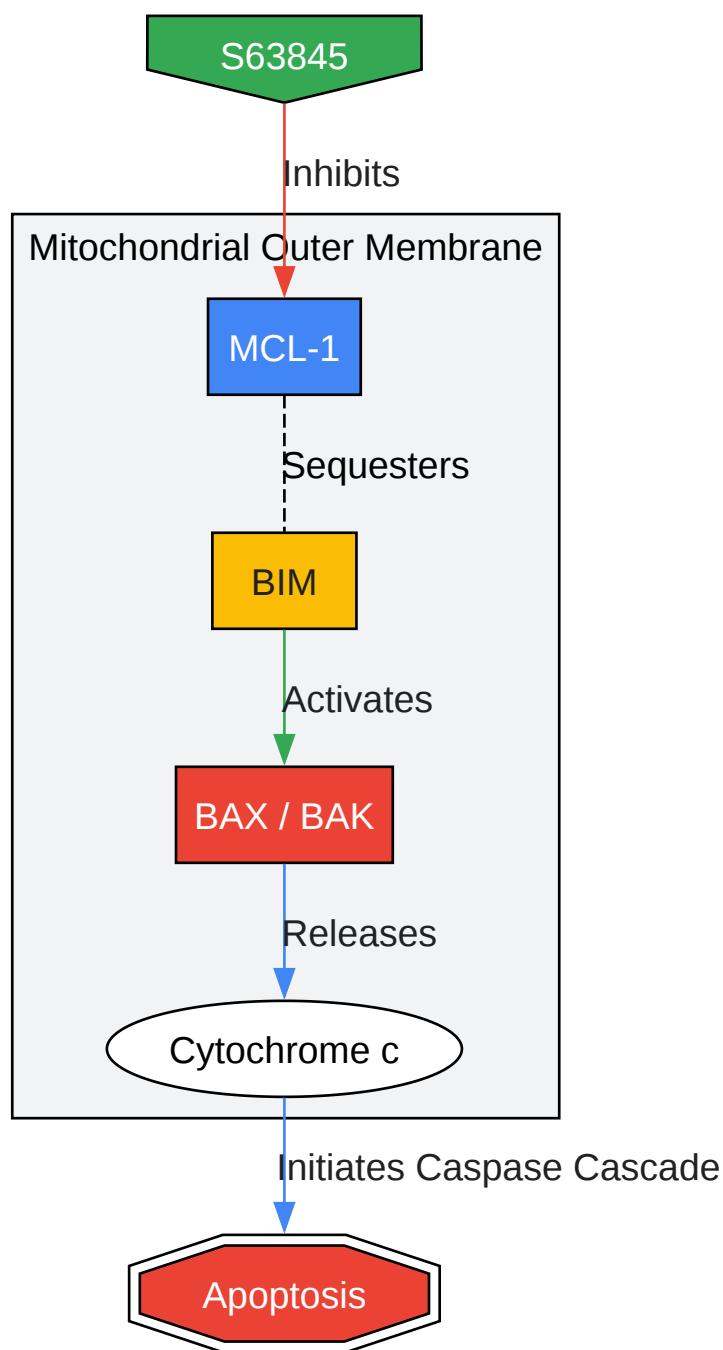 S63845
Inhibits
Mitochondrial Outer Membrane
MCL-1
Sequesters
BIM
Activates
BAX / BAK
Releases
Cytochrome c
Initiates Caspase Cascade
Apoptosis